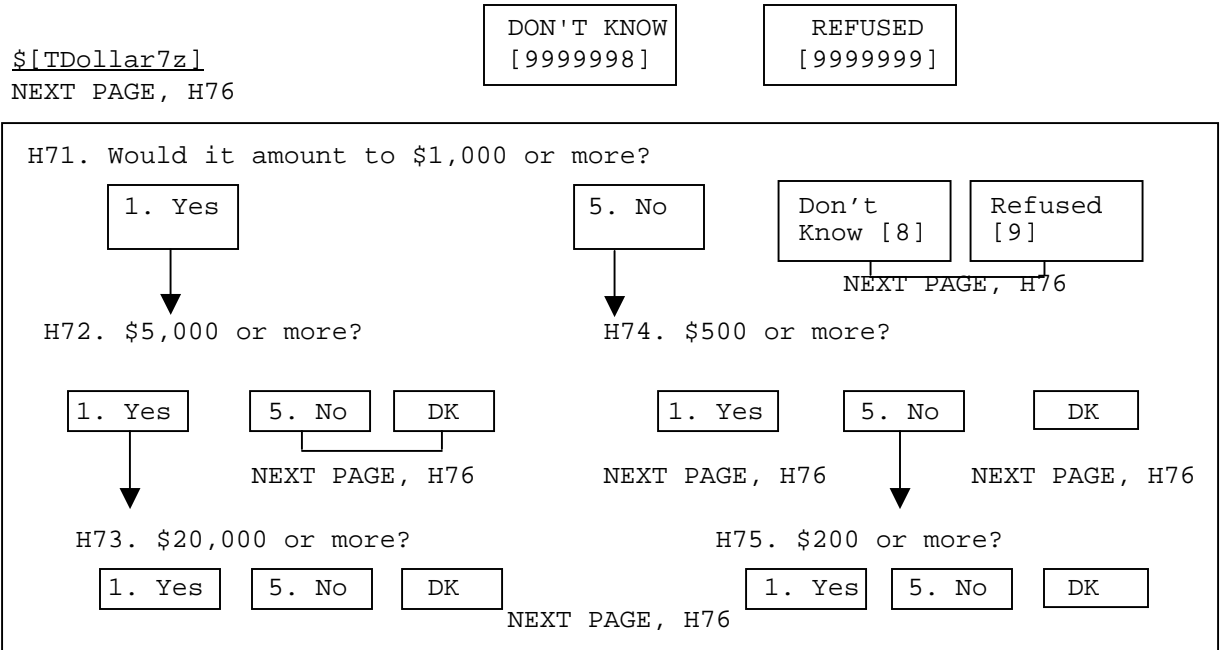 DON'T KNOW REFUSED
$[TDollar7z] [9999998] [9999999]
NEXT PAGE, H76
H71. Would it amount to $1,000 or more?
1. Yes 5. No Don't Refused
Know [8] [9]
NEXT PAGE, H76
H72. $5,000 or more? H74. $500 or more?
1. Yes 5. No DK 1. Yes 5. No DK
NEXT PAGE, H76 NEXT PAGE, H76 NEXT PAGE, H76
H73. $20,000 or more? H75. $200 or more?
1. Yes 5. No DK 1. Yes 5. No DK
NEXT PAGE, H76